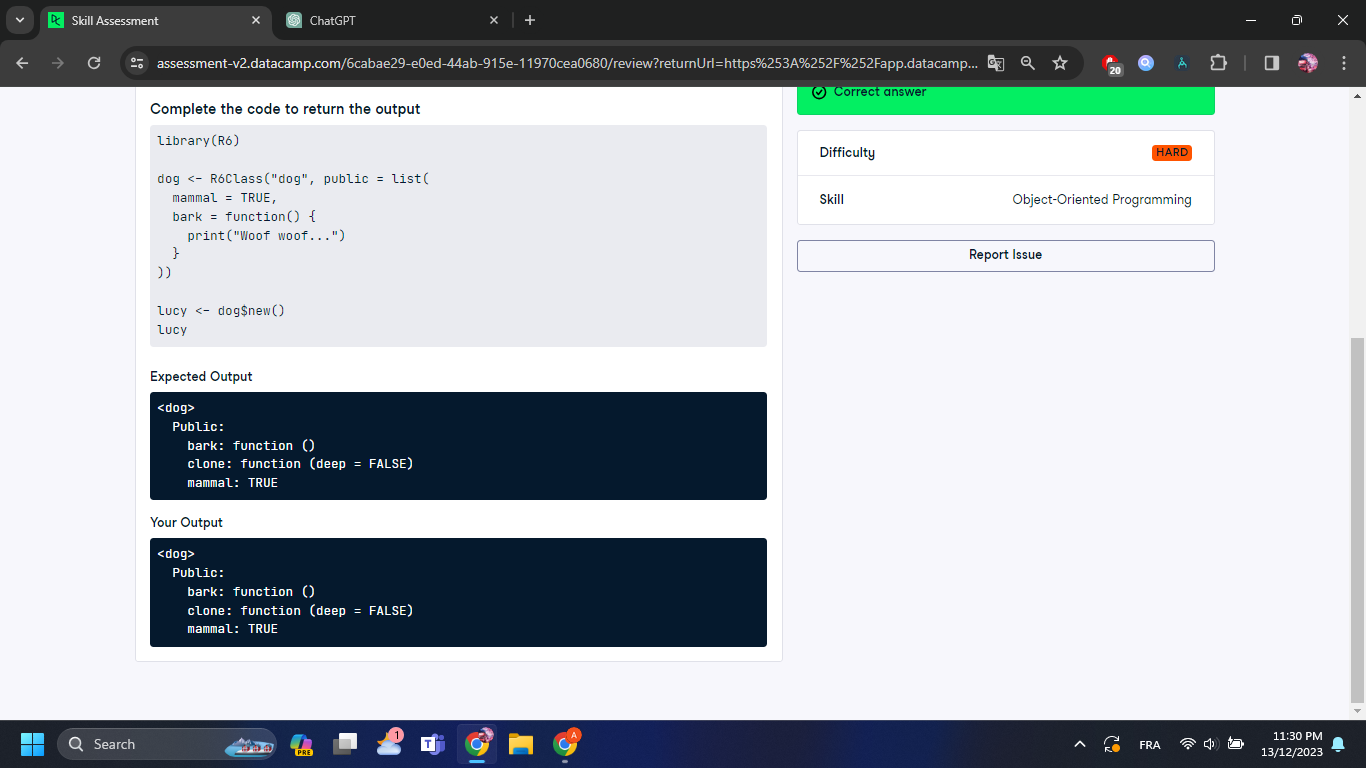 Skill Assessment
ChatGPT
assessment-v2.datacamp.com/6cabae29-e0ed-44ab-915e-11970cea0680/review?returnUrl=https%253A%252F%252Fapp.datacamp...
20
Complete the code to return the output
library(R6)
dog <- R6Class("dog", public = list(
  mammal = TRUE,
  bark = function() {
    print("Woof woof...")
  }
))
lucy <- dog$new()
lucy
Expected Output
<dog>
  Public:
    bark: function ()
    clone: function (deep = FALSE)
    mammal: TRUE
Your Output
<dog>
  Public:
    bark: function ()
    clone: function (deep = FALSE)
    mammal: TRUE
Correct answer
Difficulty
HARD
Skill
Object-Oriented Programming
Report Issue
Search
PRE
1
A
FRA
11:30 PM
13/12/2023